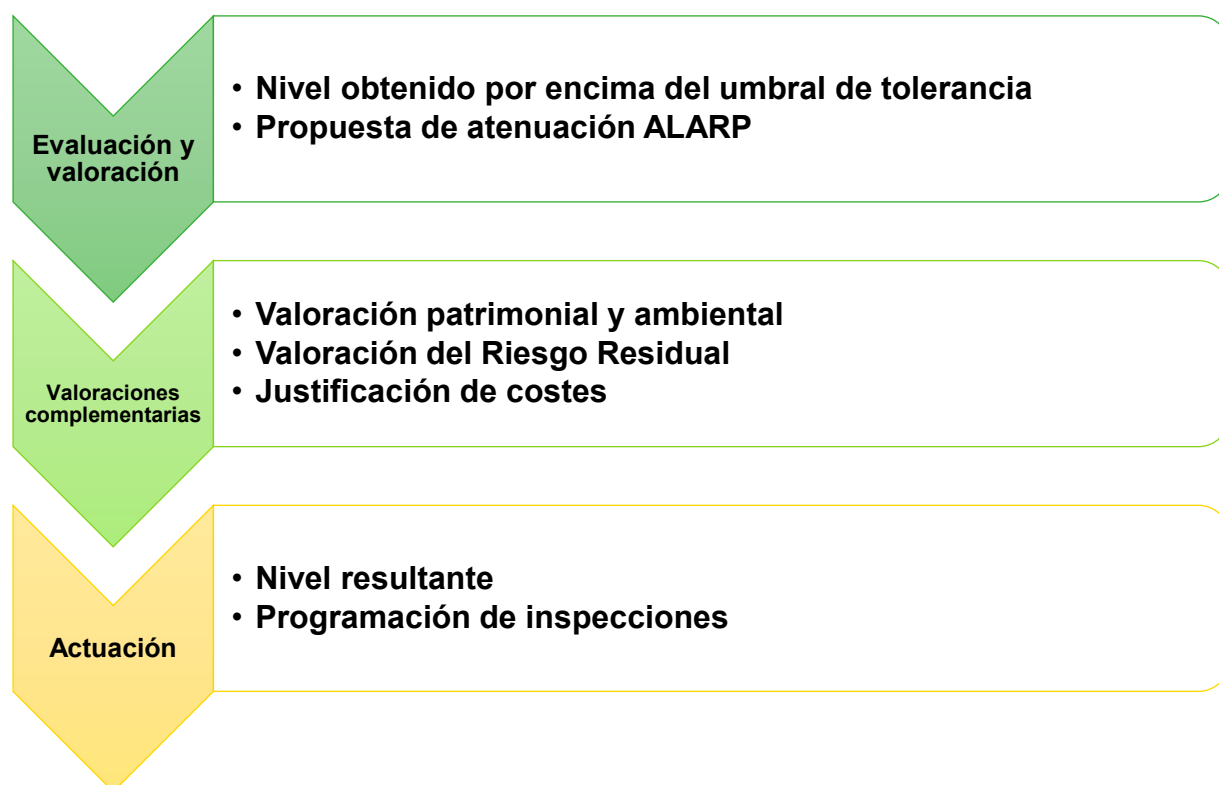 Evaluación y
valoración
• Nivel obtenido por encima del umbral de tolerancia
• Propuesta de atenuación ALARP
Valoraciones
complementarias
• Valoración patrimonial y ambiental
• Valoración del Riesgo Residual
• Justificación de costes
Actuación
• Nivel resultante
• Programación de inspecciones